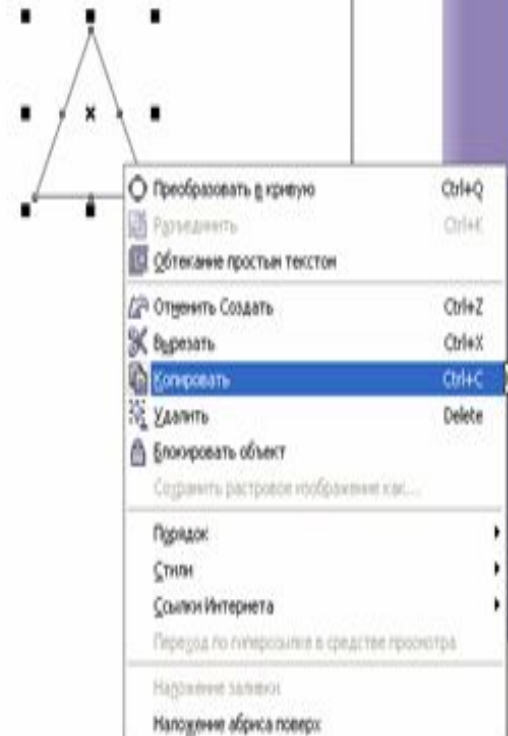 Преобразовать в кривую Ctrl+Q
Разъединить Ctrl+K
Обтекание простым текстом
Отменить Создать Ctrl+Z
Вырезать Ctrl+X
Копировать Ctrl+C
Удалить Delete
Блокировать объект
Сохранить растровое изображение как...
Порядок
Стили
Ссылки Интернета
Переход по гиперссылке в средстве просмотра
Наложение заливки
Наложение абриса поверх